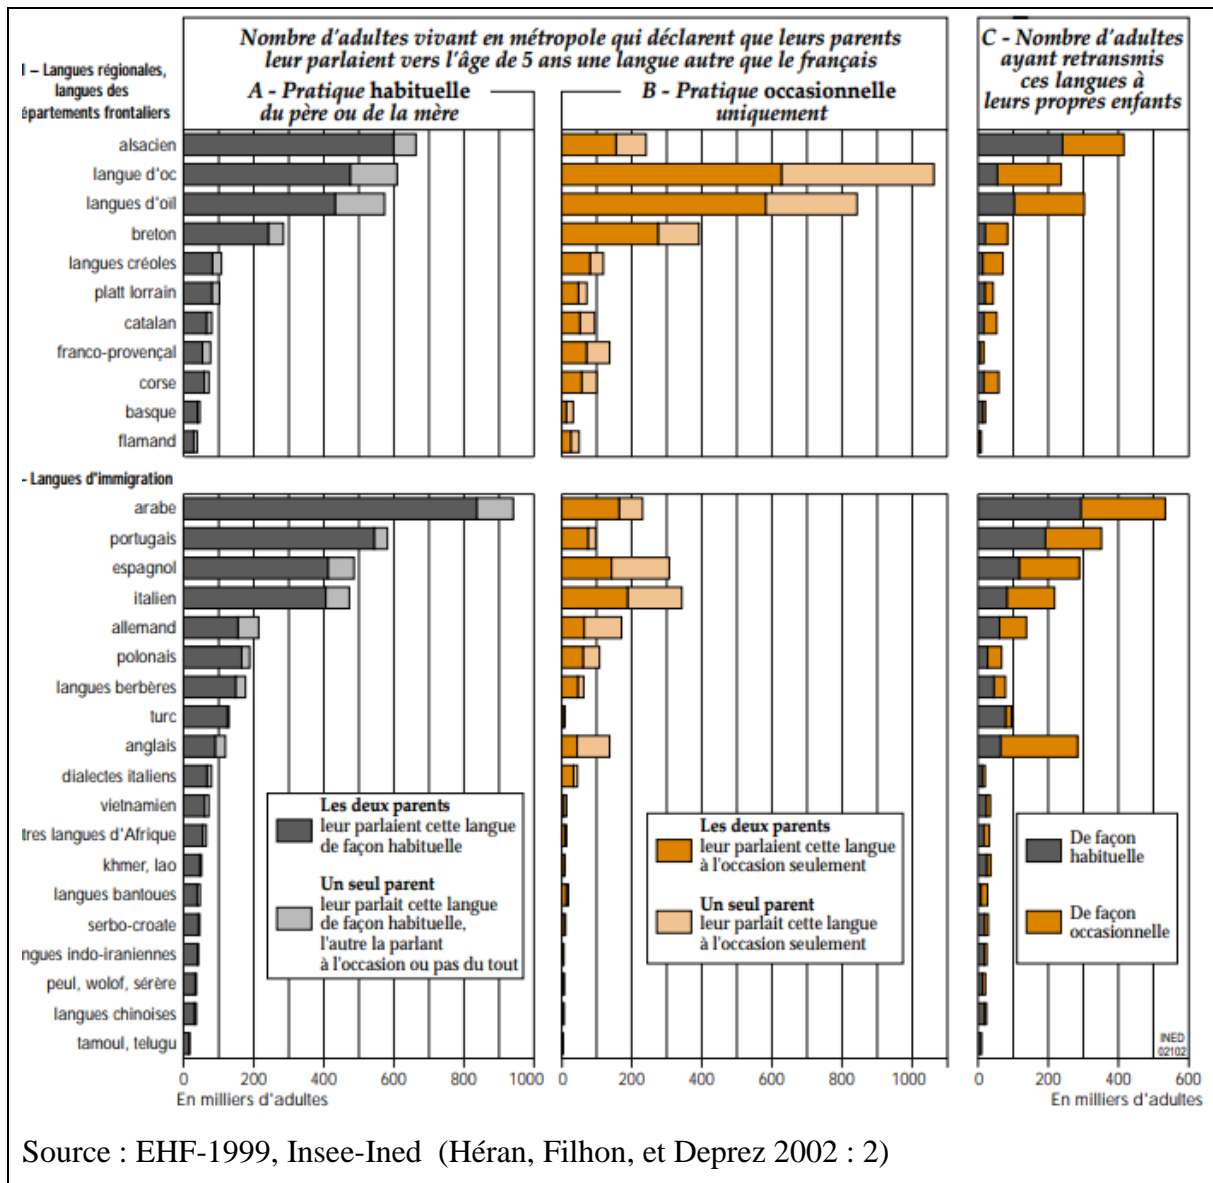 Nombre d'adultes vivant en métropole qui déclarent que leurs parents
leur parlaient vers l'âge de 5 ans une langue autre que le français
A - Pratique habituelle
du père ou de la mère
B - Pratique occasionnelle
uniquement
C - Nombre d'adultes
ayant retransmis
ces langues à
leurs propres enfants
I – Langues régionales,
langues des
épartements frontaliers
alsacien
langue d'oc
langues d'oïl
breton
langues créoles
platt lorrain
catalan
franco-provençal
corse
basque
flamand
- Langues d'immigration
arabe
portugais
espagnol
italien
allemand
polonais
langues berbères
turc
anglais
dialectes italiens
vietnamien
tres langues d'Afrique
khmer, lao
langues bantoues
serbo-croate
ngues indo-iraniennes
peul, wolof, sérère
langues chinoises
tamoul, telugu
Les deux parents
leur parlaient cette langue
de façon habituelle
Un seul parent
leur parlait cette langue
de façon habituelle,
l'autre la parlant
à l'occasion ou pas du tout
Les deux parents
leur parlaient cette langue
à l'occasion seulement
Un seul parent
leur parlait cette langue
à l'occasion seulement
De façon
habituelle
De façon
occasionnelle
INED
02102
0 200 400 600 800 1000
En milliers d'adultes
0 200 400 600 800 1000
0 200 400 600
En milliers d'adultes
Source : EHF-1999, Insee-Ined (Héran, Filhon, et Deprez 2002 : 2)